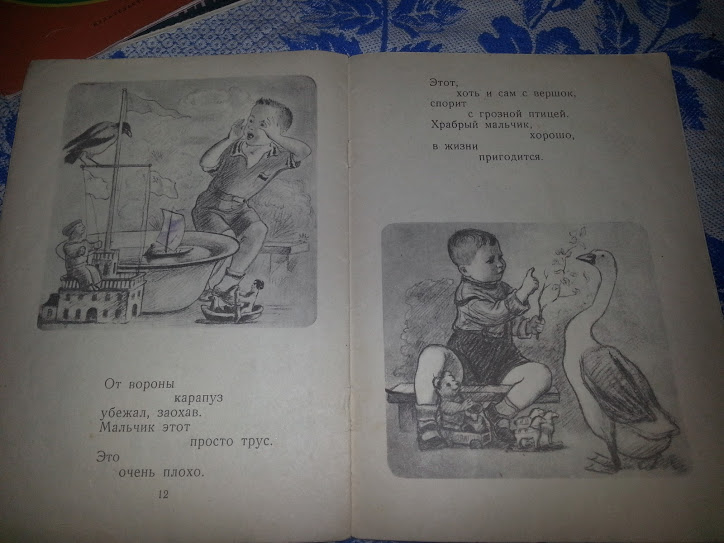 От вороны
карапуз
убежал, заохав.
Мальчик этот
просто трус.
Это
очень плохо.
12
Этот,
хоть и сам с вершок,
спорит
с грозной птицей.
Храбрый мальчик,
хорошо,
в жизни
пригодится.